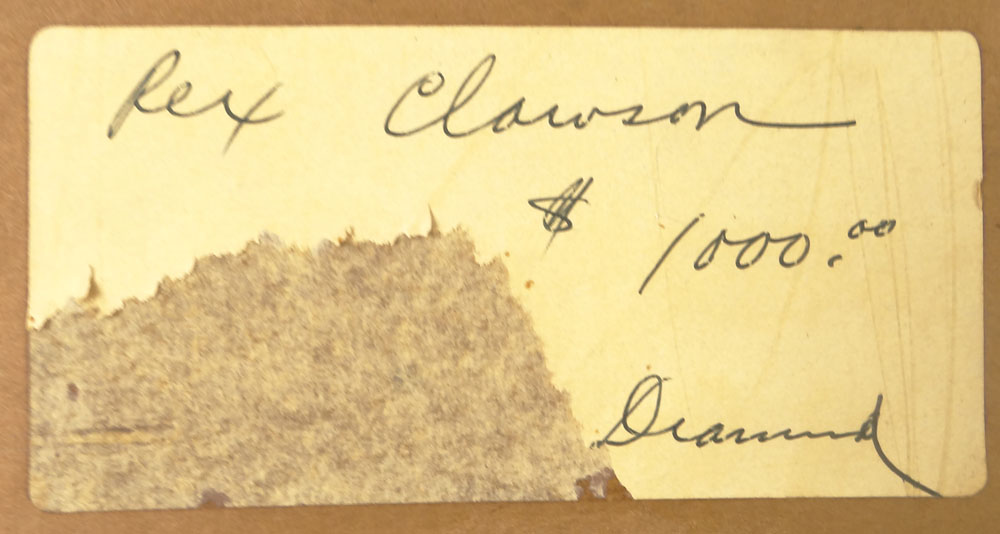 Rex Clawson
$ 1000.00
Diamond